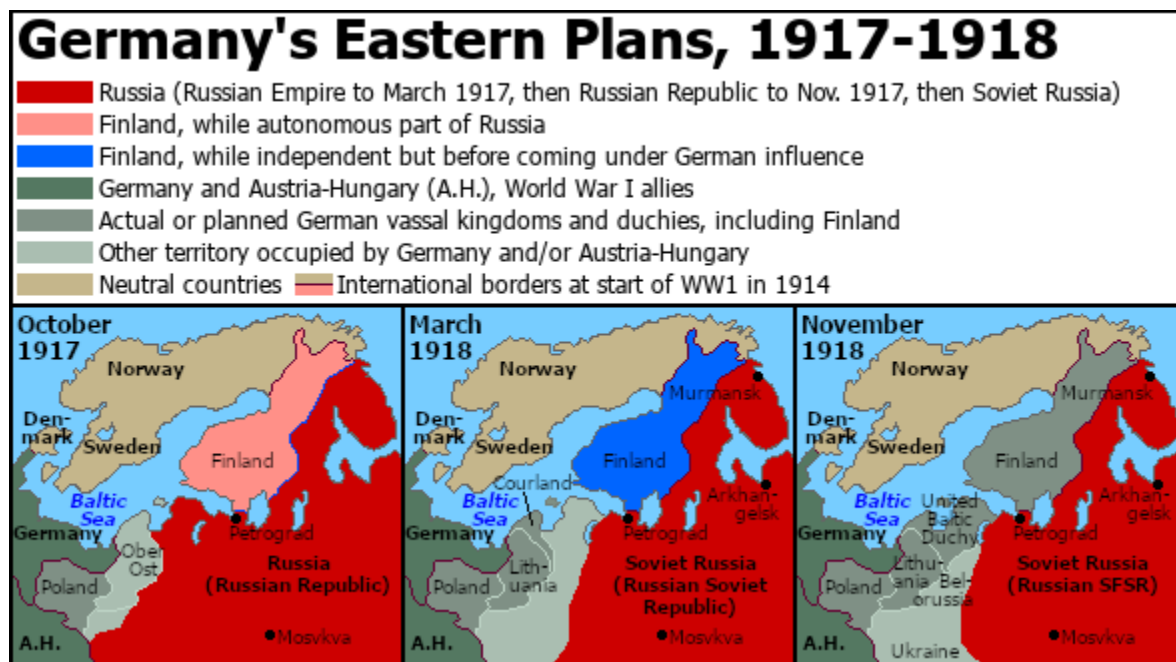 Germany's Eastern Plans, 1917-1918
Russia (Russian Empire to March 1917, then Russian Republic to Nov. 1917, then Soviet Russia)
Finland, while autonomous part of Russia
Finland, while independent but before coming under German influence
Germany and Austria-Hungary (A.H.), World War I allies
Actual or planned German vassal kingdoms and duchies, including Finland
Other territory occupied by Germany and/or Austria-Hungary
Neutral countries
International borders at start of WW1 in 1914
October
1917
Norway
Den-
mark
Sweden
Finland
Baltic
Sea
Petrograd
Germany
Ober
Ost
Poland
Russia
(Russian Republic)
A.H.
Mosvkva
March
1918
Norway
Murmansk
Den-
mark
Sweden
Finland
Courland
Baltic
Sea
Arkhan-
gelsk
Petrograd
Germany
Lith-
uania
Poland
Soviet Russia
(Russian Soviet
Republic)
A.H.
Mosvkva
November
1918
Norway
Murmansk
Den-
mark
Sweden
Finland
Baltic
Sea
United
Baltic
Duchy
Arkhan-
gelsk
Petrograd
Germany
Lithu-
ania
Poland
Bel-
orussia
Soviet Russia
(Russian SFSR)
A.H.
Mosvkva
Ukraine